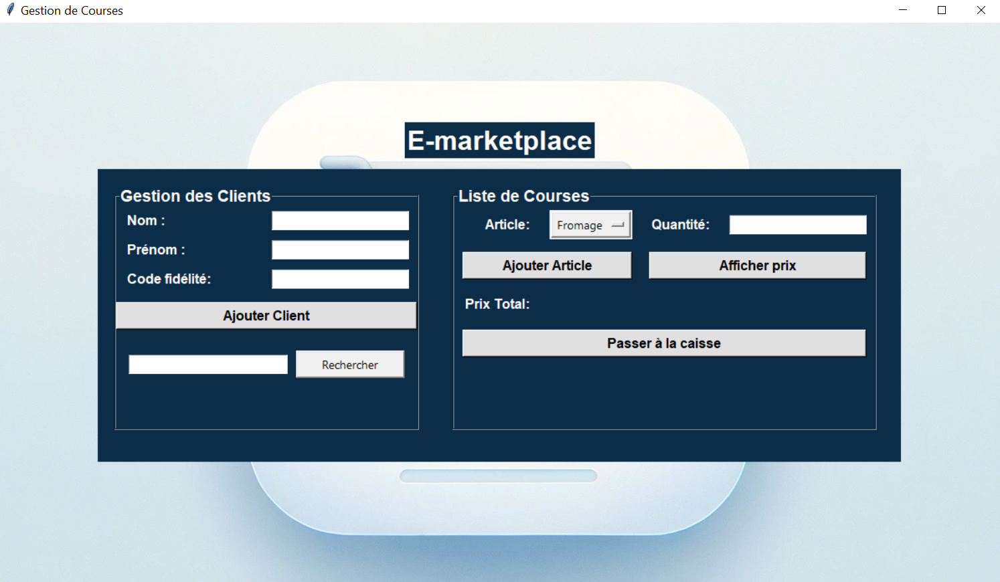 Gestion de Courses
E-marketplace
Gestion des Clients
Nom :
Prénom :
Code fidélité:
Ajouter Client
Rechercher
Liste de Courses
Article: Fromage Quantité:
Ajouter Article Afficher prix
Prix Total:
Passer à la caisse